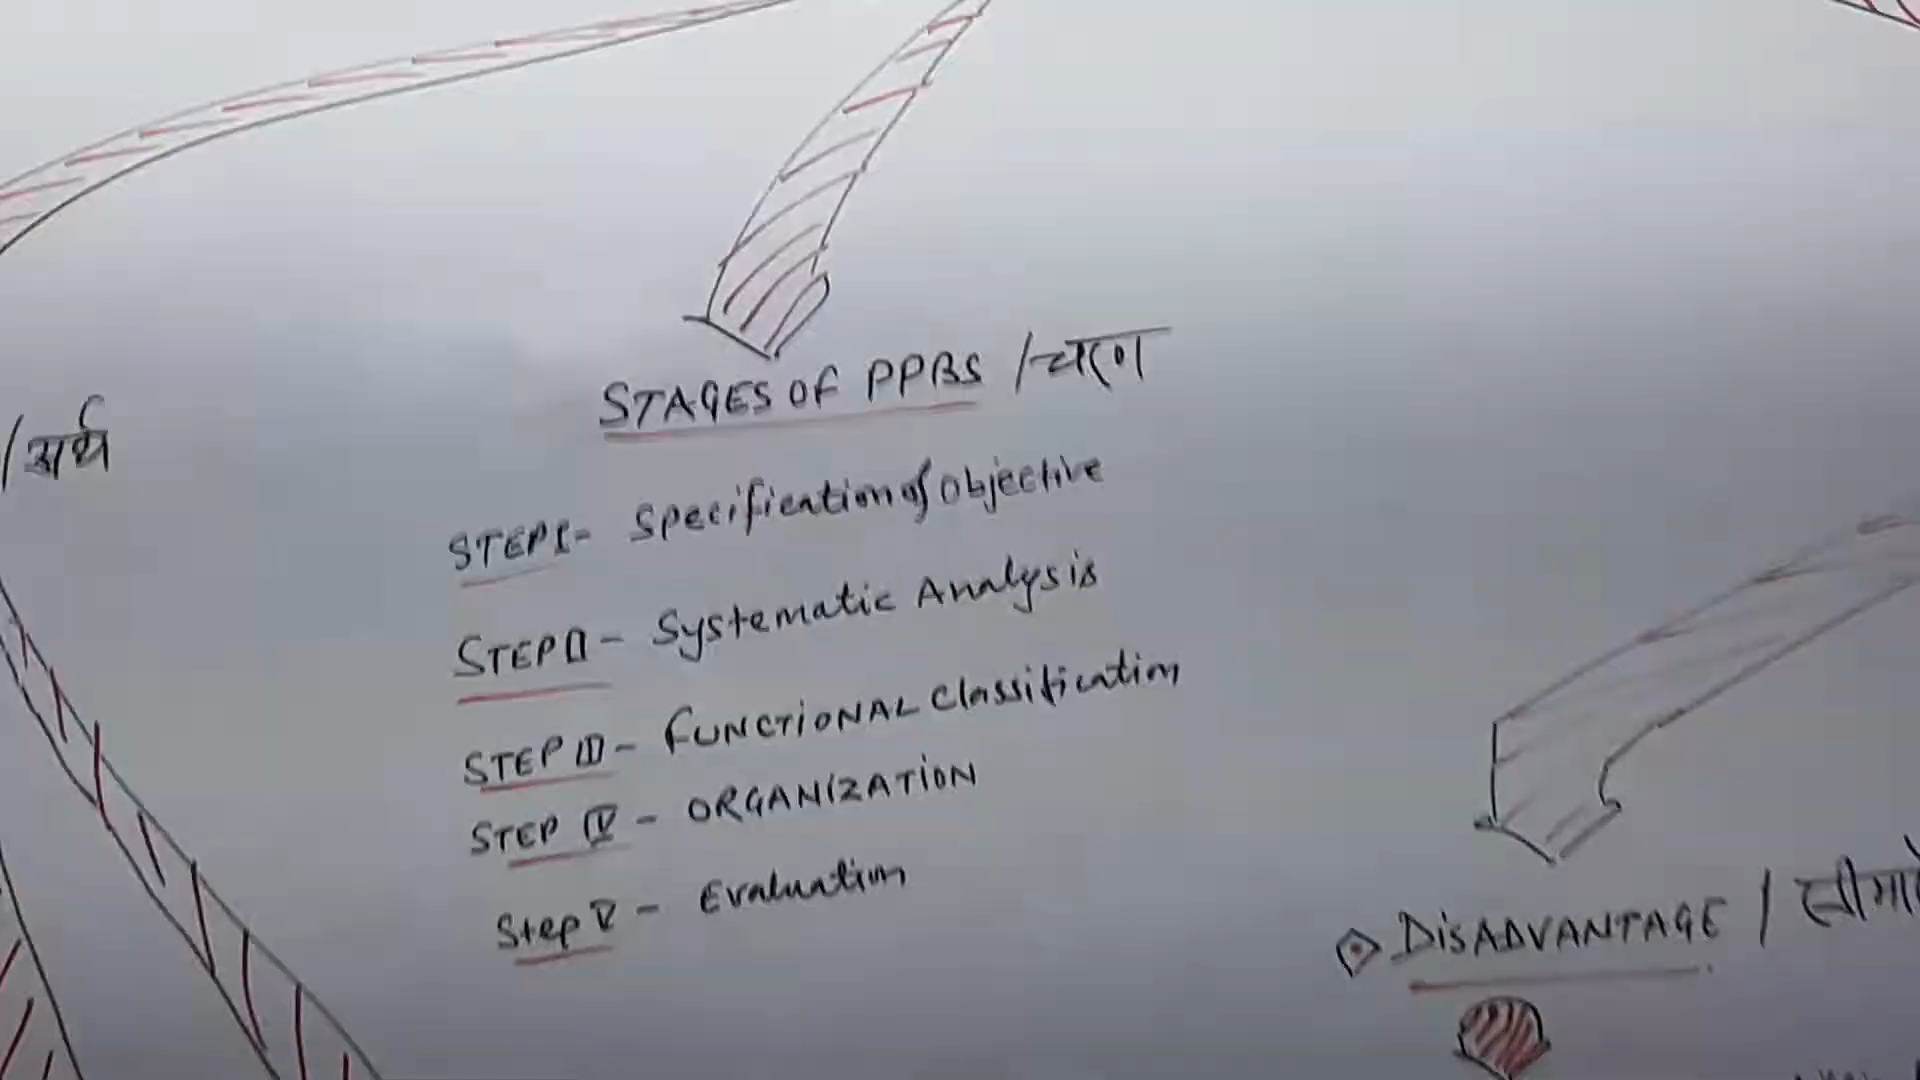 STAGES OF PPBS / चरण
/ अर्थ
STEP I - Specification of Objective
STEP II - Systematic Analysis
STEP III - FUNCTIONAL Classification
STEP IV - ORGANIZATION
Step V - Evaluation
DISADVANTAGE /